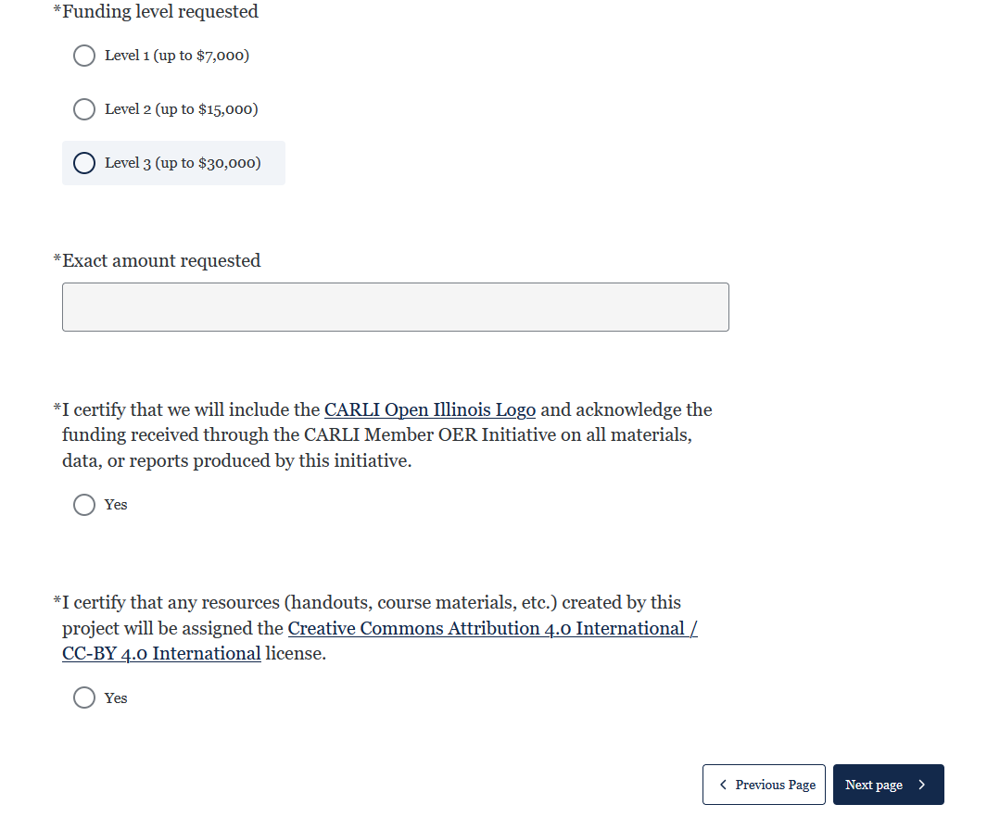 *Funding level requested
Level 1 (up to $7,000)
Level 2 (up to $15,000)
Level 3 (up to $30,000)
*Exact amount requested
*I certify that we will include the CARLI Open Illinois Logo and acknowledge the
funding received through the CARLI Member OER Initiative on all materials,
data, or reports produced by this initiative.
Yes
*I certify that any resources (handouts, course materials, etc.) created by this
project will be assigned the Creative Commons Attribution 4.0 International /
CC-BY 4.0 International license.
Yes
Previous Page Next page